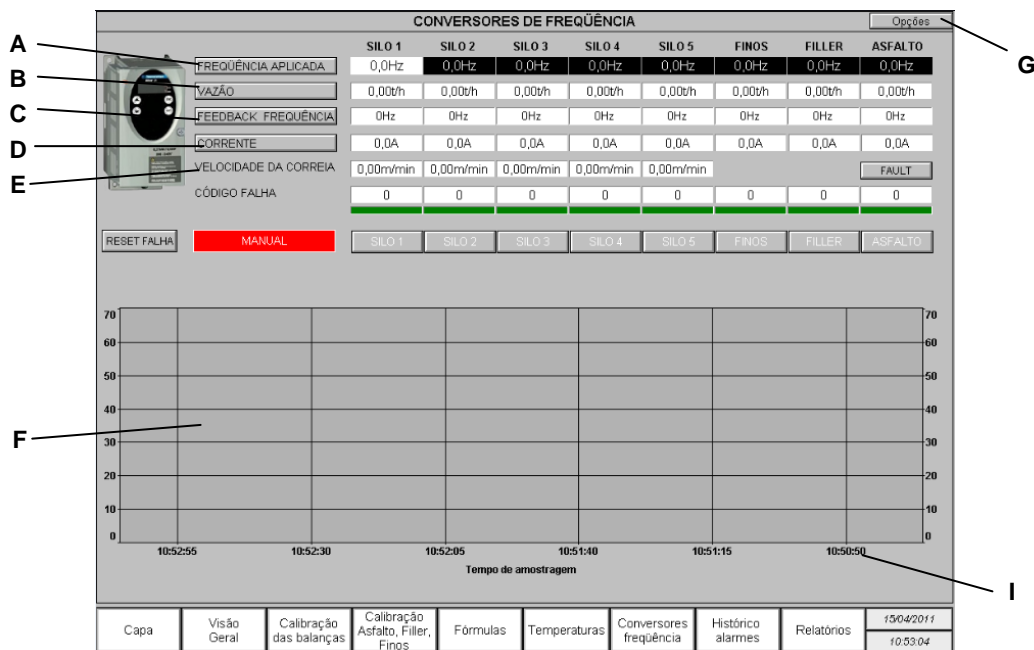 CONVERSORES DE FREQÜÊNCIA
Opções
SILO 1 SILO 2 SILO 3 SILO 4 SILO 5 FINOS FILLER ASFALTO
A FREQÜÊNCIA APLICADA 0,0Hz 0,0Hz 0,0Hz 0,0Hz 0,0Hz 0,0Hz 0,0Hz 0,0Hz
G
B VAZÃO 0,00t/h 0,00t/h 0,00t/h 0,00t/h 0,00t/h 0,00t/h 0,00t/h 0,00t/h
C FEEDBACK FREQUÊNCIA 0Hz 0Hz 0Hz 0Hz 0Hz 0Hz 0Hz 0Hz
D CORRENTE 0,0A 0,0A 0,0A 0,0A 0,0A 0,0A 0,0A 0,0A
E VELOCIDADE DA CORREIA 0,00m/min 0,00m/min 0,00m/min 0,00m/min 0,00m/min FAULT
CÓDIGO FALHA 0 0 0 0 0 0 0 0
RESET FALHA MANUAL SILO 1 SILO 2 SILO 3 SILO 4 SILO 5 FINOS FILLER ASFALTO
70 70
60 60
50 50
40 40
F
30 30
20 20
10 10
0 0
10:52:55 10:52:30 10:52:05 10:51:40 10:51:15 10:50:50
Tempo de amostragem
I
Capa
Visão
Geral
Calibração
das balanças
Calibração
Asfalto, Filler,
Finos
Fórmulas
Temperaturas
Conversores
freqüência
Histórico
alarmes
Relatórios
15/04/2011
10:53:04